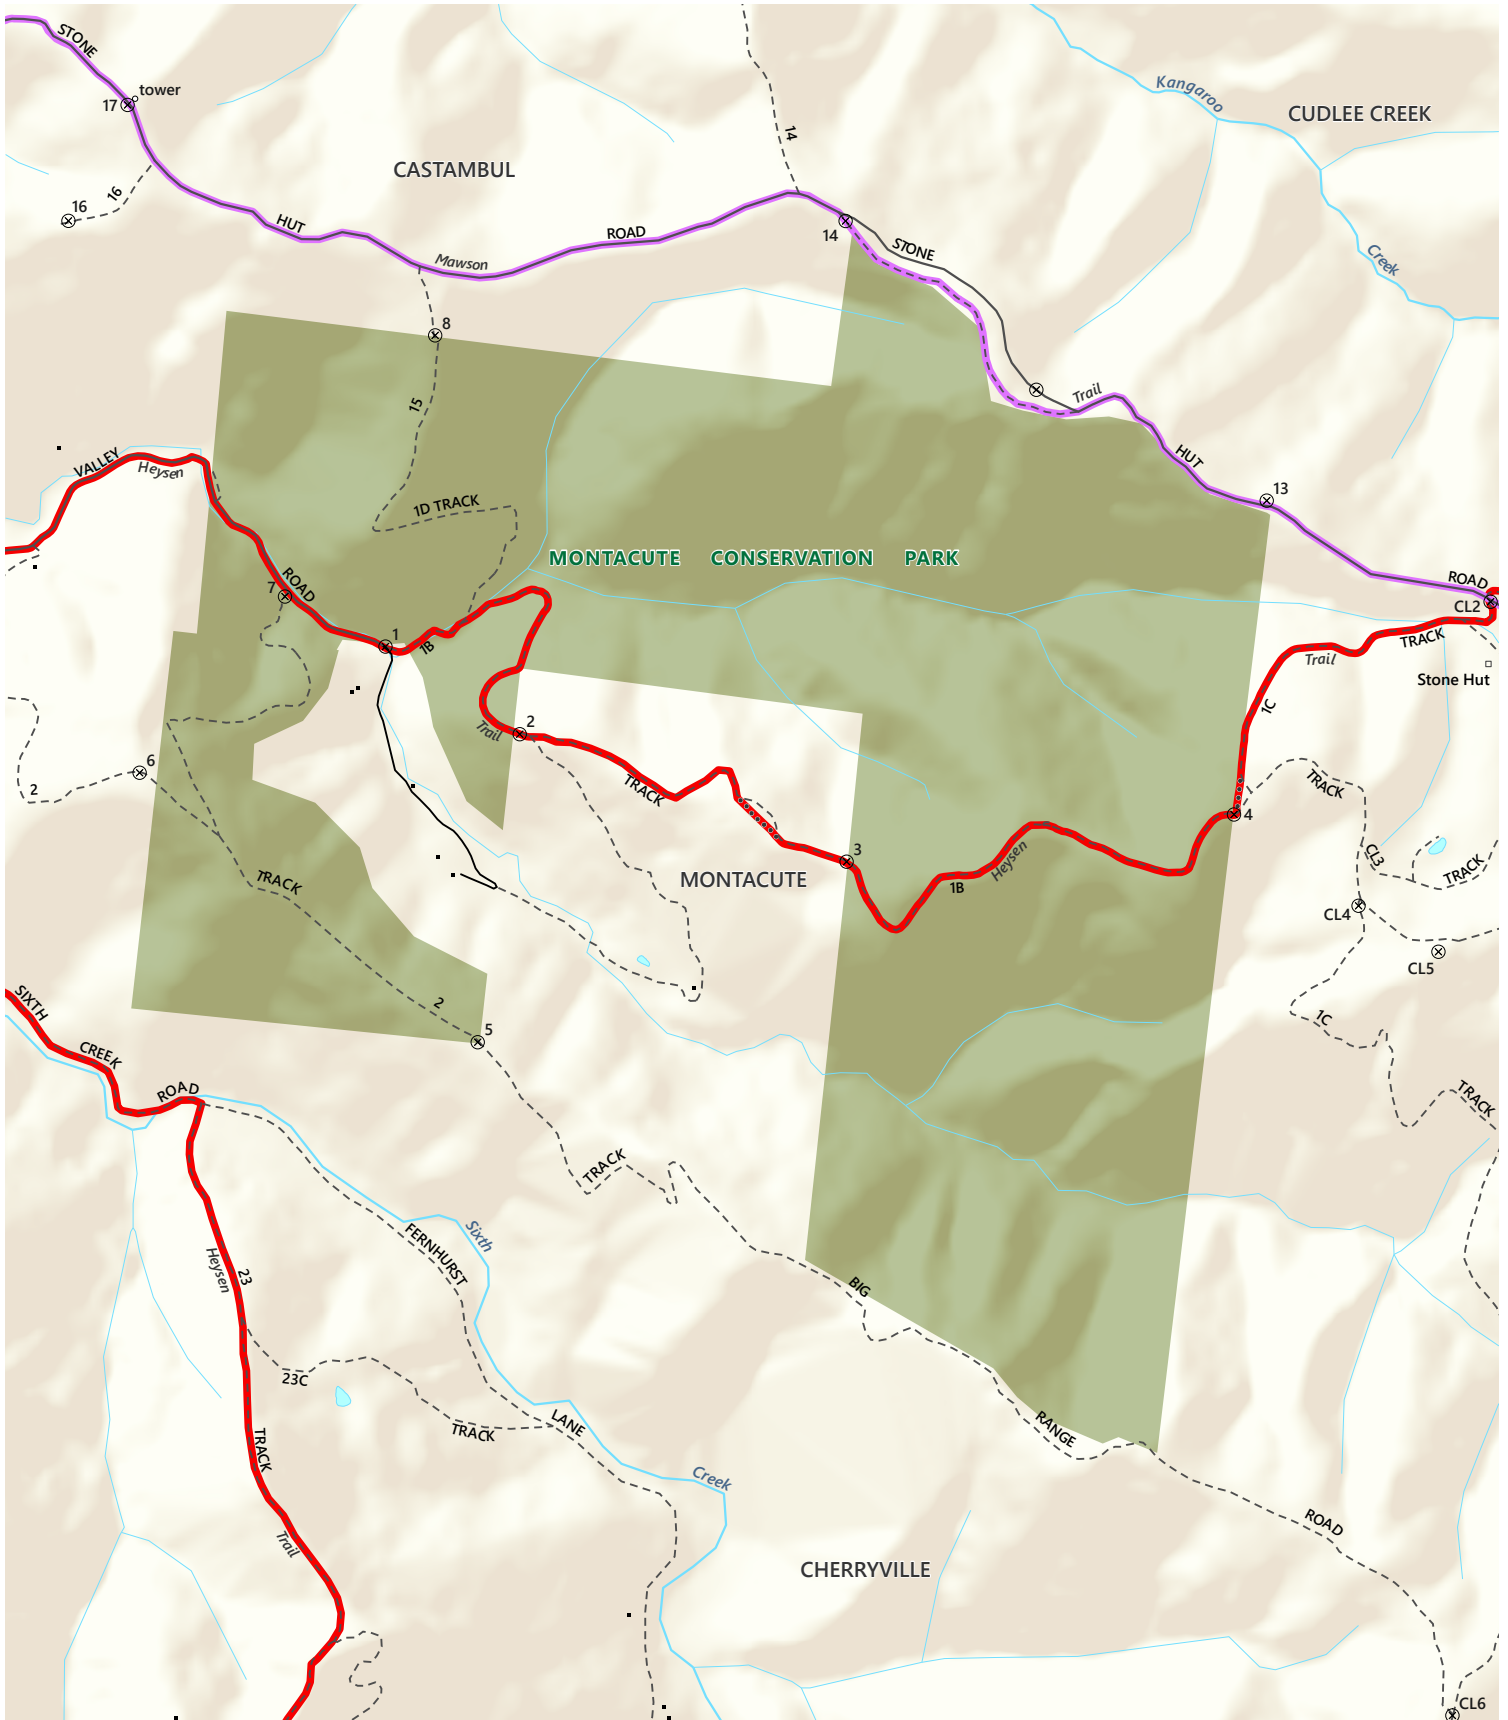 STONE
tower
17
Kangaroo
CUDLEE CREEK
14
CASTAMBUL
16
16
HUT
ROAD
14
STONE
Mawson
Creek
8
Trail
15
VALLEY
Heysen
HUT
13
1D TRACK
MONTACUTE CONSERVATION PARK
ROAD
7
ROAD
CL2
1
1B
TRACK
Trail
Stone Hut
1C
2
Trail
6
2
TRACK
TRACK
4
3
CL3
TRACK
Heysen
MONTACUTE
TRACK
1B
CL4
CL5
2
SIXTH
1C
5
CREEK
ROAD
TRACK
TRACK
Sixth
FERNHURST
Heysen
23
BIG
23C
LANE
TRACK
TRACK
RANGE
Creek
ROAD
Trail
CHERRYVILLE
CL6